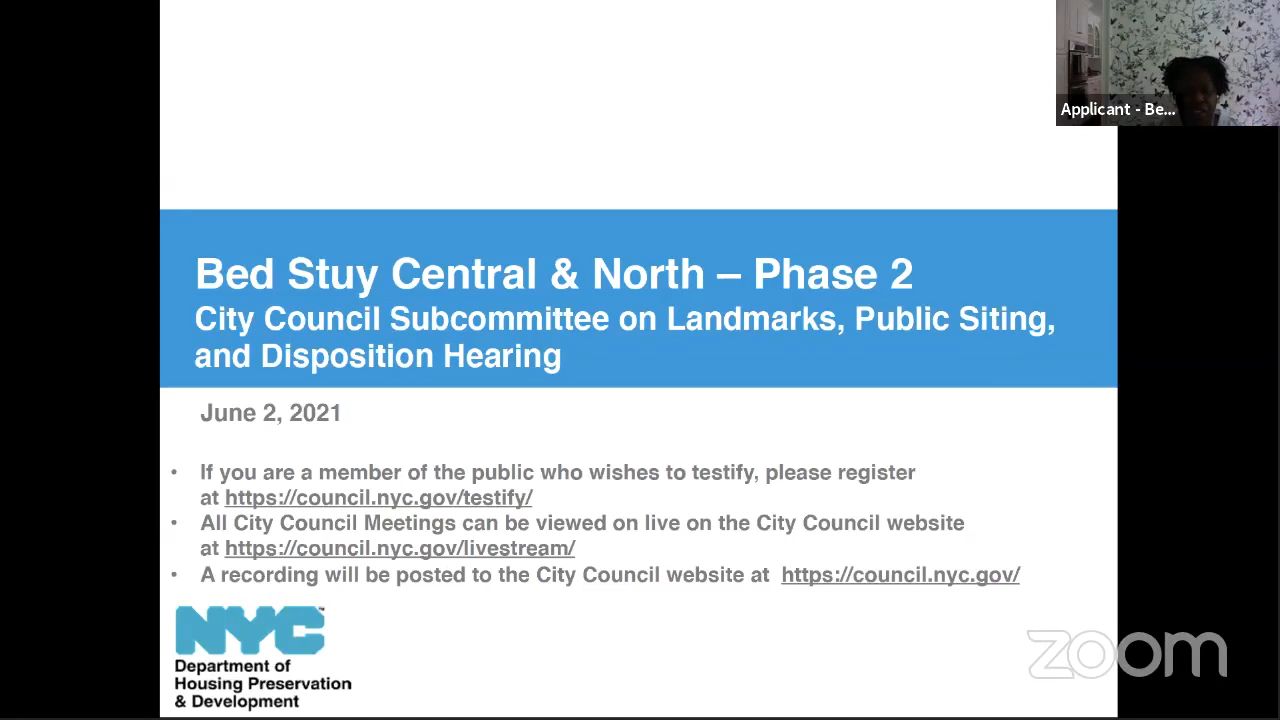 Applicant - Be...
Bed Stuy Central & North – Phase 2
City Council Subcommittee on Landmarks, Public Siting,
and Disposition Hearing
June 2, 2021
• If you are a member of the public who wishes to testify, please register
at https://council.nyc.gov/testify/
• All City Council Meetings can be viewed on live on the City Council website
at https://council.nyc.gov/livestream/
• A recording will be posted to the City Council website at https://council.nyc.gov/
NYC™
Department of
Housing Preservation
& Development
zoom